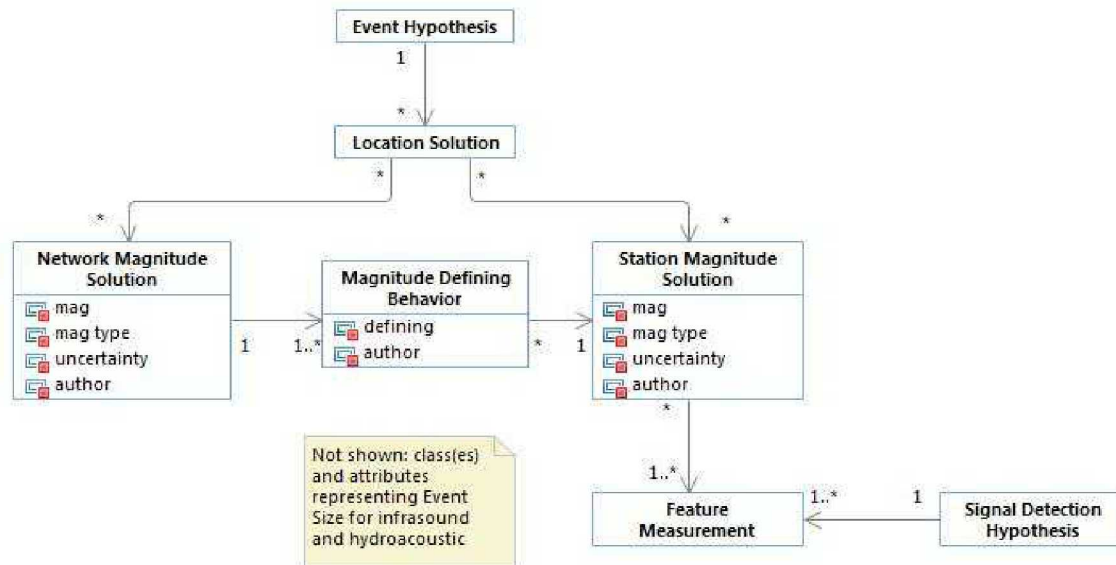 Event Hypothesis
1
*
Location Solution
*
*
*
*
Network Magnitude
Solution
mag
mag type
uncertainty
author
1
1..*
Magnitude Defining
Behavior
defining
author
*
1
Station Magnitude
Solution
mag
mag type
uncertainty
author
*
1..*
Not shown: class(es)
and attributes
representing Event
Size for infrasound
and hydroacoustic
Feature
Measurement
1..*
1
Signal Detection
Hypothesis